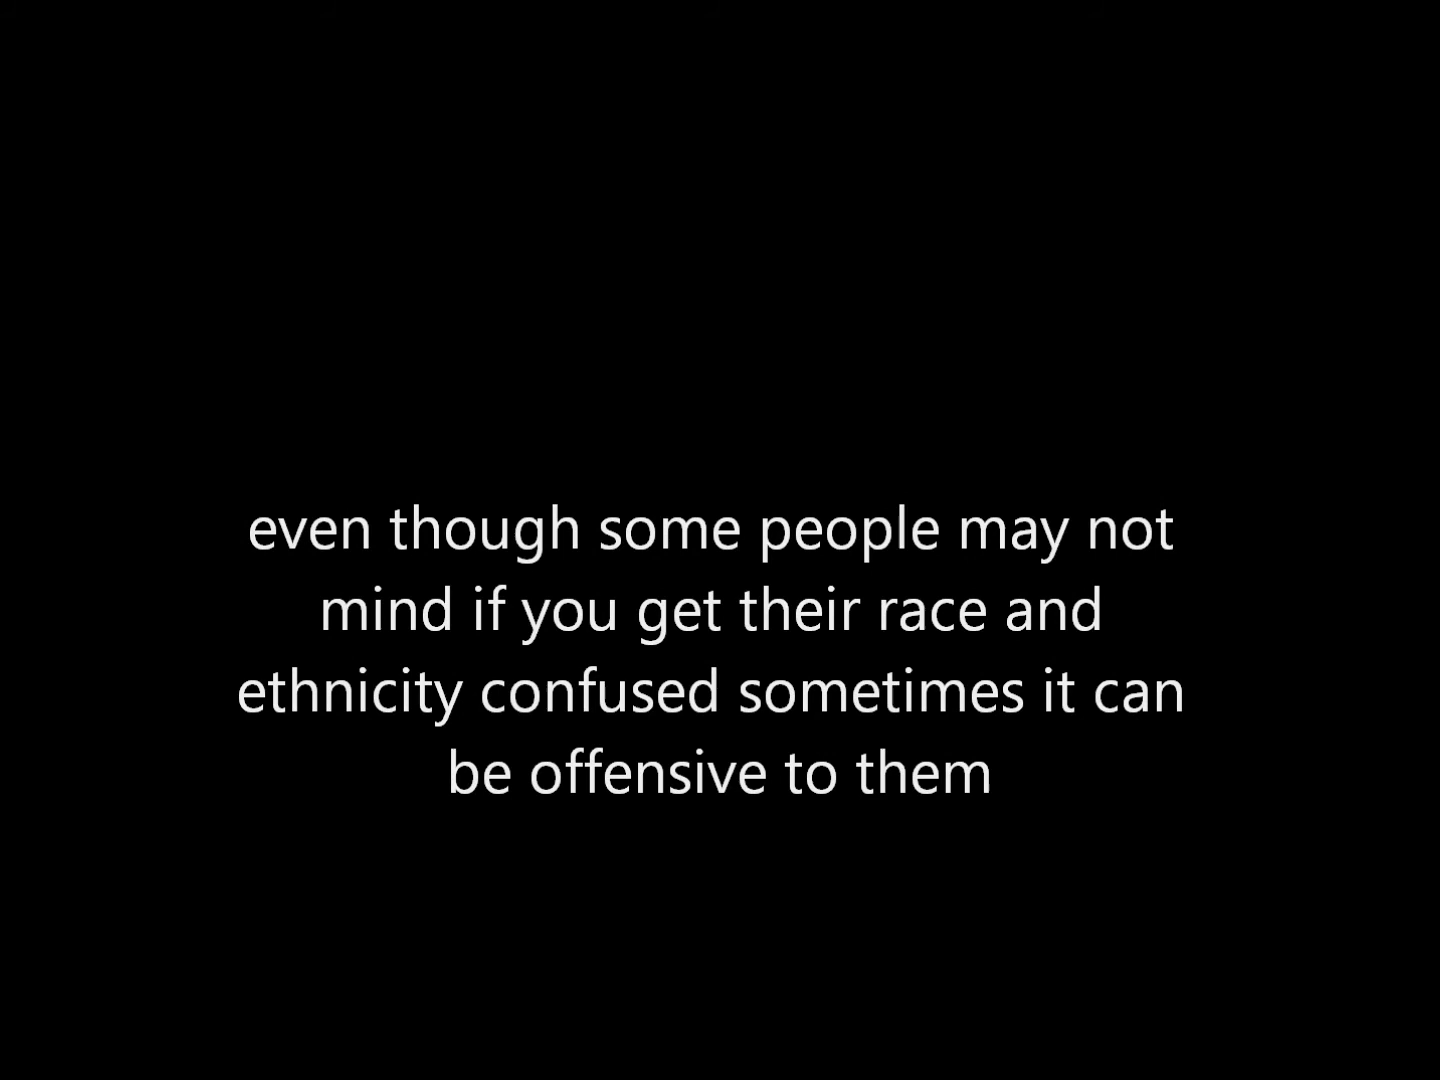 even though some people may not
mind if you get their race and
ethnicity confused sometimes it can
be offensive to them